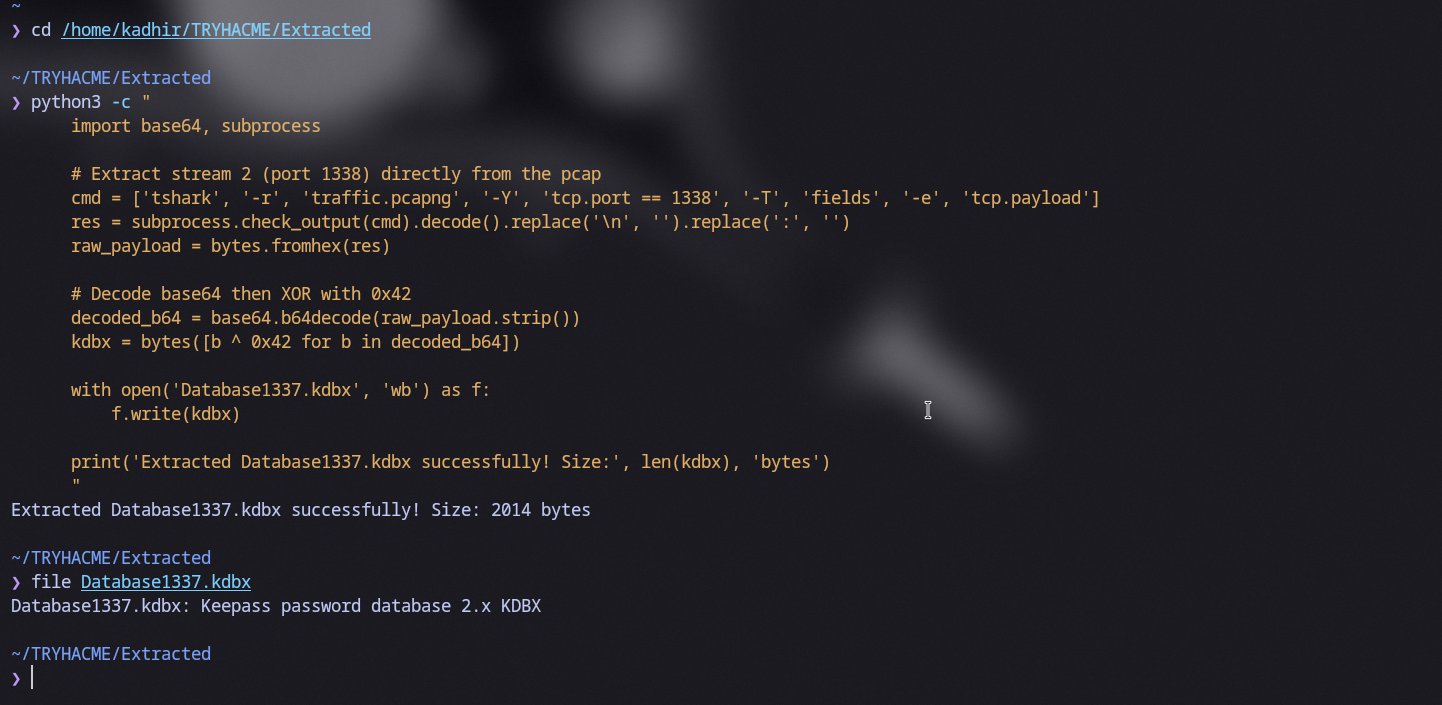 ~
❯ cd /home/kadhir/TRYHACME/Extracted
~/TRYHACME/Extracted
❯ python3 -c "
import base64, subprocess
# Extract stream 2 (port 1338) directly from the pcap
cmd = ['tshark', '-r', 'traffic.pcapng', '-Y', 'tcp.port == 1338', '-T', 'fields', '-e', 'tcp.payload']
res = subprocess.check_output(cmd).decode().replace('\n', '').replace(':', '')
raw_payload = bytes.fromhex(res)
# Decode base64 then XOR with 0x42
decoded_b64 = base64.b64decode(raw_payload.strip())
kdbx = bytes([b ^ 0x42 for b in decoded_b64])
with open('Database1337.kdbx', 'wb') as f:
    f.write(kdbx)
print('Extracted Database1337.kdbx successfully! Size:', len(kdbx), 'bytes')
"
Extracted Database1337.kdbx successfully! Size: 2014 bytes
~/TRYHACME/Extracted
❯ file Database1337.kdbx
Database1337.kdbx: Keepass password database 2.x KDBX
~/TRYHACME/Extracted
❯